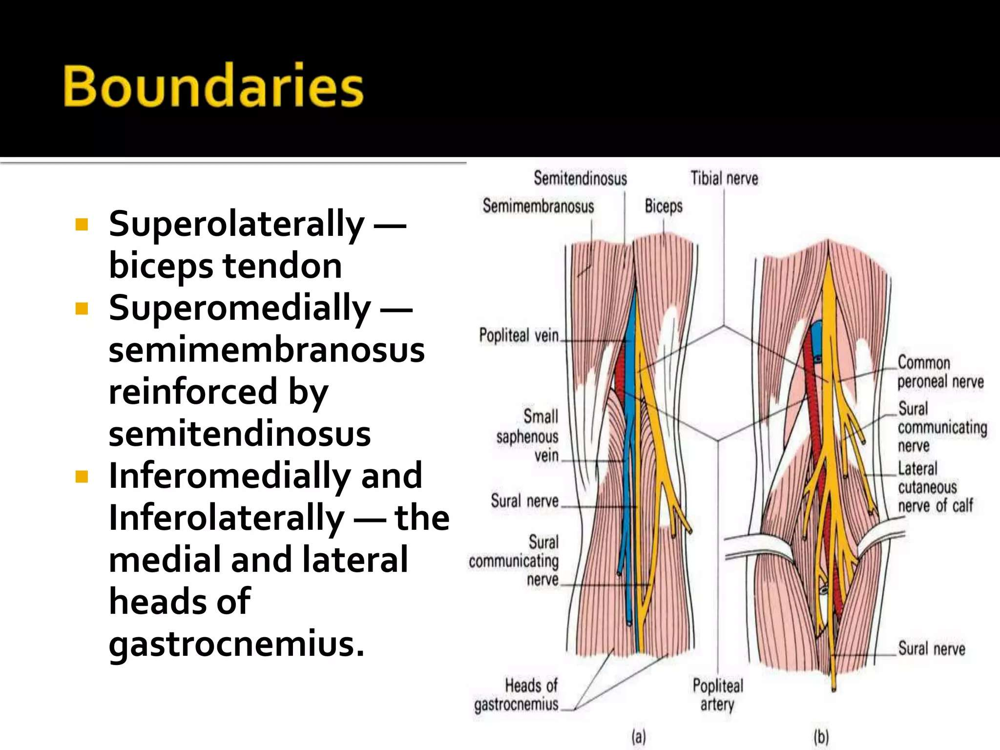 Boundaries
Superolaterally —
biceps tendon
Superomedially —
semimembranosus
reinforced by
semitendinosus
Inferomedially and
Inferolaterally — the
medial and lateral
heads of
gastrocnemius.
Semitendinosus
Tibial nerve
Semimembranosus
Biceps
Popliteal vein
Small
saphenous
vein
Sural nerve
Sural
communicating
nerve
Heads of
gastrocnemius
Popliteal
artery
Common
peroneal nerve
Sural
communicating
nerve
Lateral
cutaneous
nerve of calf
Sural nerve
(a)
(b)